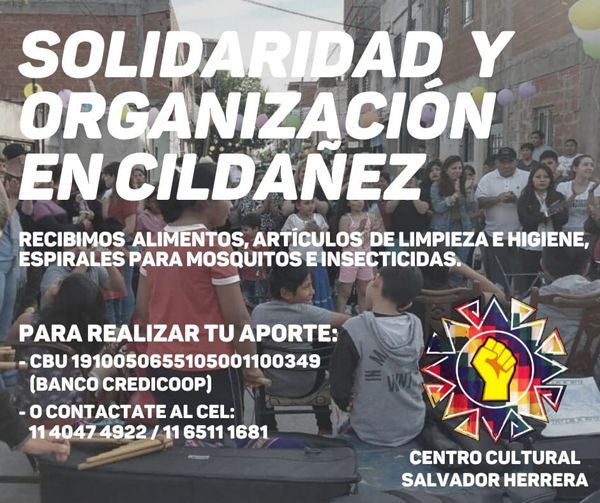 SOLIDARIDAD Y
ORGANIZACIÓN
EN CILDAÑEZ
RECIBIMOS ALIMENTOS, ARTÍCULOS DE LIMPIEZA E HIGIENE,
ESPIRALES PARA MOSQUITOS E INSECTICIDAS.
PARA REALIZAR TU APORTE:
- CBU 1910050655105001100349
(BANCO CREDICOOP)
- O CONTACTATE AL CEL:
11 4047 4922 / 11 6511 1681
CENTRO CULTURAL
SALVADOR HERRERA